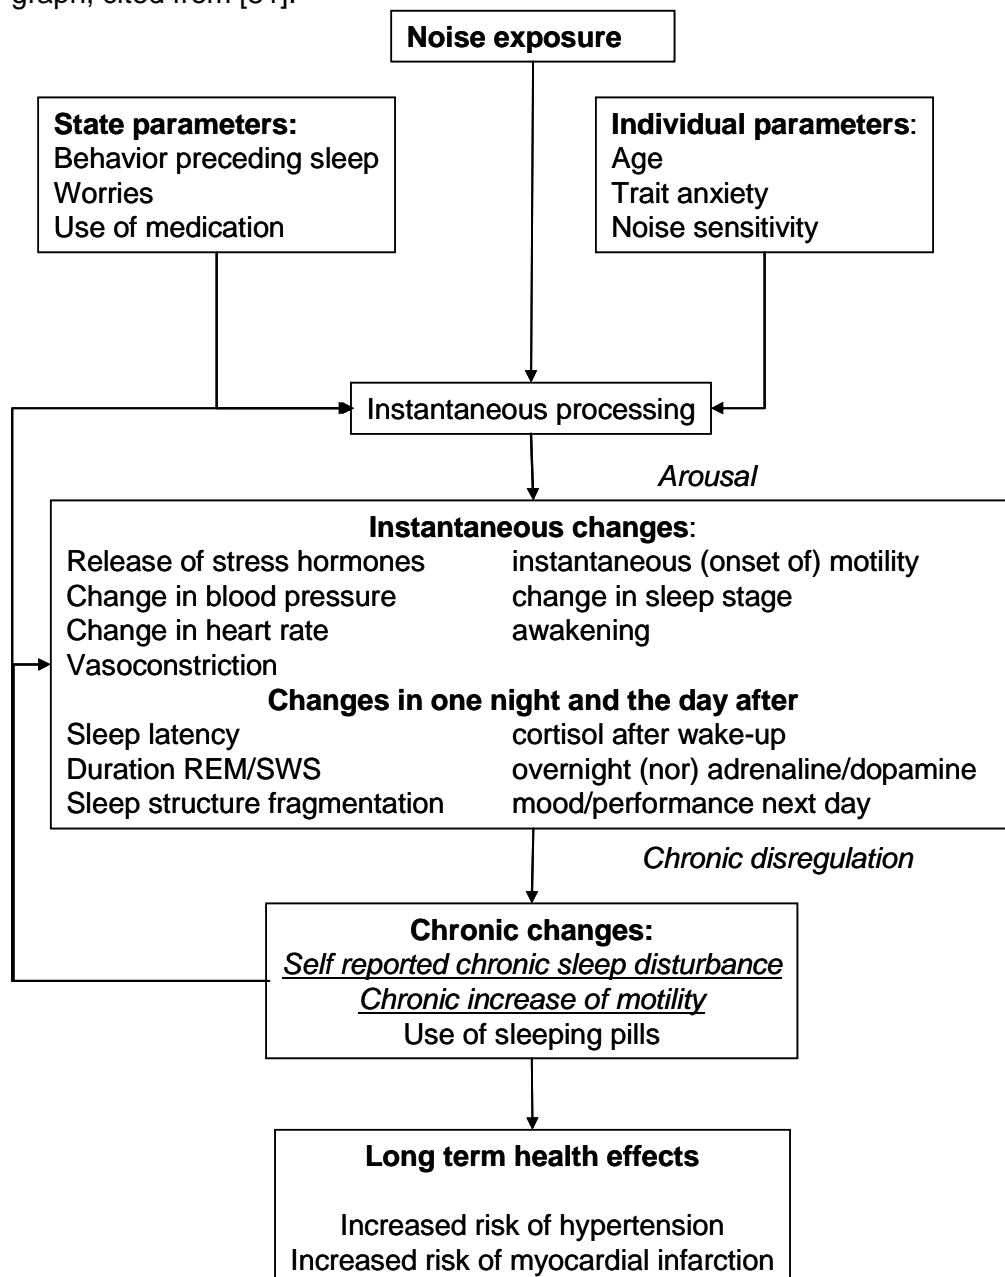 graph, cited from [31].
Noise exposure
State parameters:
Behavior preceding sleep
Worries
Use of medication
Individual parameters:
Age
Trait anxiety
Noise sensitivity
Instantaneous processing
Arousal
Instantaneous changes:
Release of stress hormones instantaneous (onset of) motility
Change in blood pressure change in sleep stage
Change in heart rate awakening
Vasoconstriction
Changes in one night and the day after
Sleep latency cortisol after wake-up
Duration REM/SWS overnight (nor) adrenaline/dopamine
Sleep structure fragmentation mood/performance next day
Chronic disregulation
Chronic changes:
Self reported chronic sleep disturbance
Chronic increase of motility
Use of sleeping pills
Long term health effects
Increased risk of hypertension
Increased risk of myocardial infarction